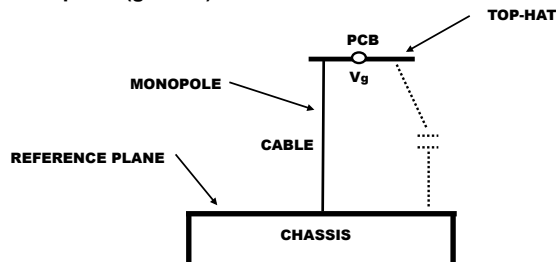 TOP-HAT
PCB
Vg
MONOPOLE
CABLE
REFERENCE PLANE
CHASSIS